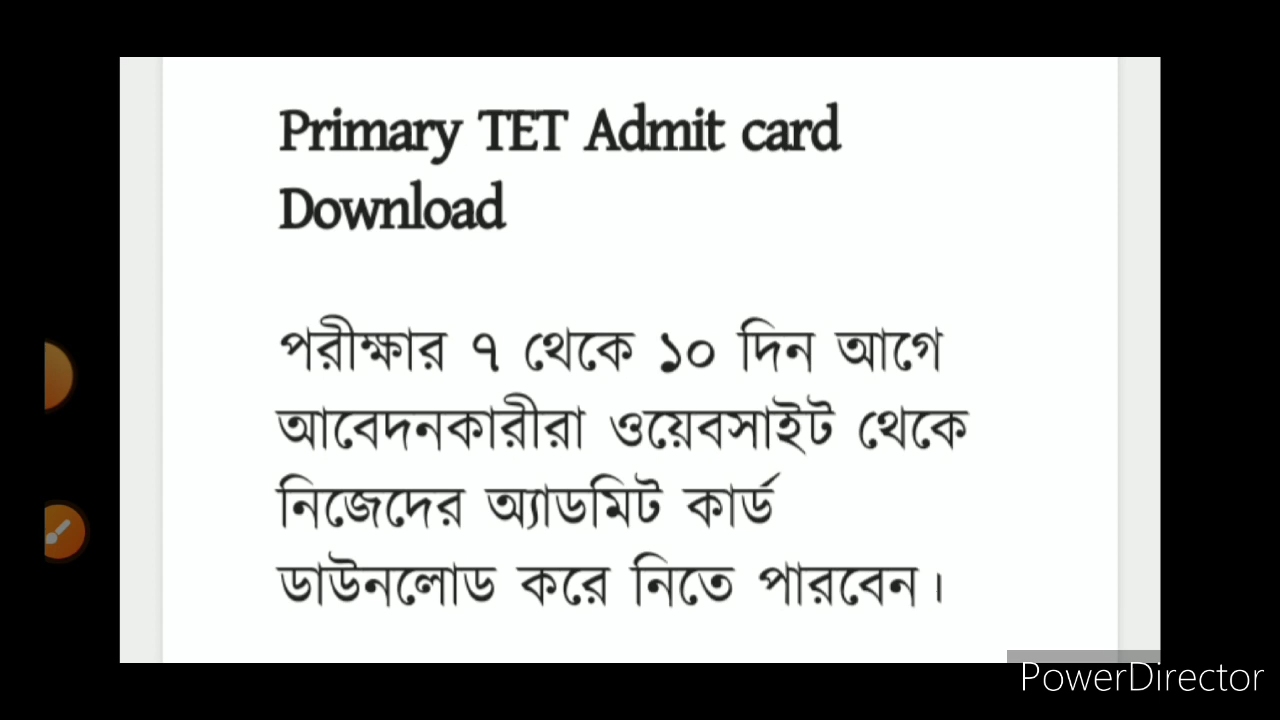 Primary TET Admit card
Download
পরীক্ষার ৭ থেকে ১০ দিন আগে
আবেদনকারীরা ওয়েবসাইট থেকে
নিজেদের অ্যাডমিট কার্ড
ডাউনলোড করে নিতে পারবেন।
PowerDirector